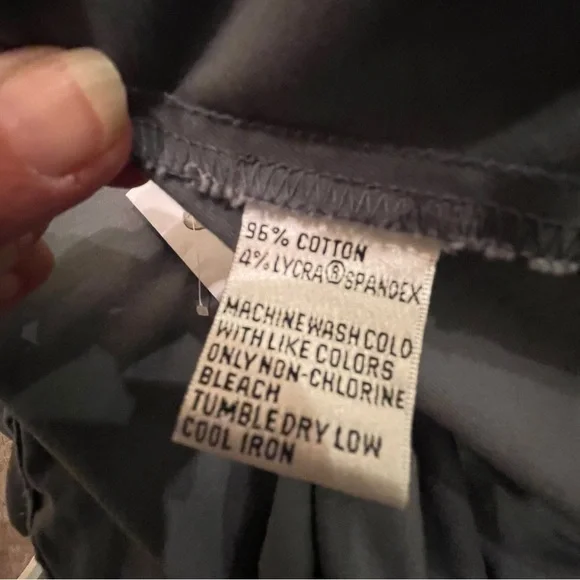 96% COTTON
4% LYCRA® SPANDEX
MACHINE WASH COLD
WITH LIKE COLORS
ONLY NON-CHLORINE
BLEACH
TUMBLE DRY LOW
COOL IRON